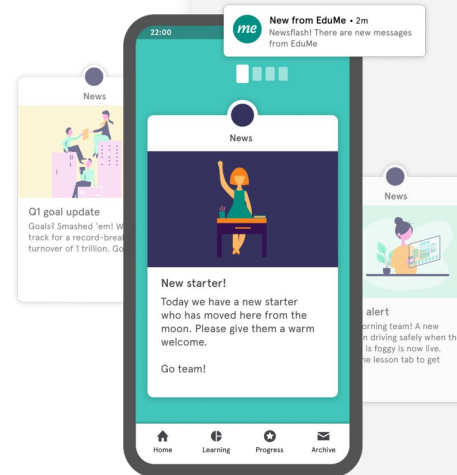 22:00
me
New from EduMe • 2m
Newsflash! There are new messages
from EduMe
News
Q1 goal update
Goals? Smashed 'em! W
track for a record-brea
turnover of 1 trillion. Go
News
New starter!
Today we have a new starter
who has moved here from the
moon. Please give them a warm
welcome.
Go team!
News
alert
orning team! A new
n driving safely when th
is foggy is now live.
ne lesson tab to get
Home
Learning
Progress
Archive